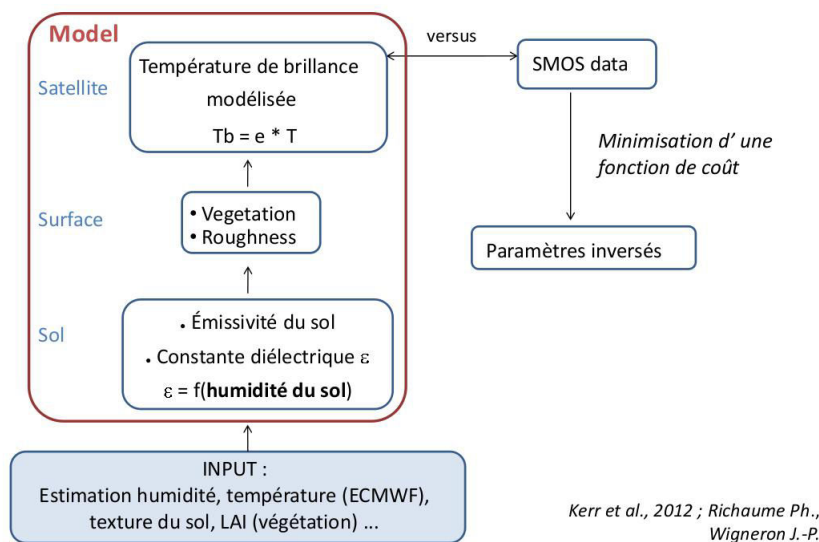 Model
Satellite
Température de brillance
modélisée
Tb = e * T
versus
SMOS data
Minimisation d’ une
fonction de coût
Paramètres inversés
Surface
• Vegetation
• Roughness
Sol
• Émissivité du sol
• Constante diélectrique ε
ε = f(humidité du sol)
INPUT :
Estimation humidité, température (ECMWF),
texture du sol, LAI (végétation) ...
Kerr et al., 2012 ; Richaume Ph.,
Wigneron J.-P.